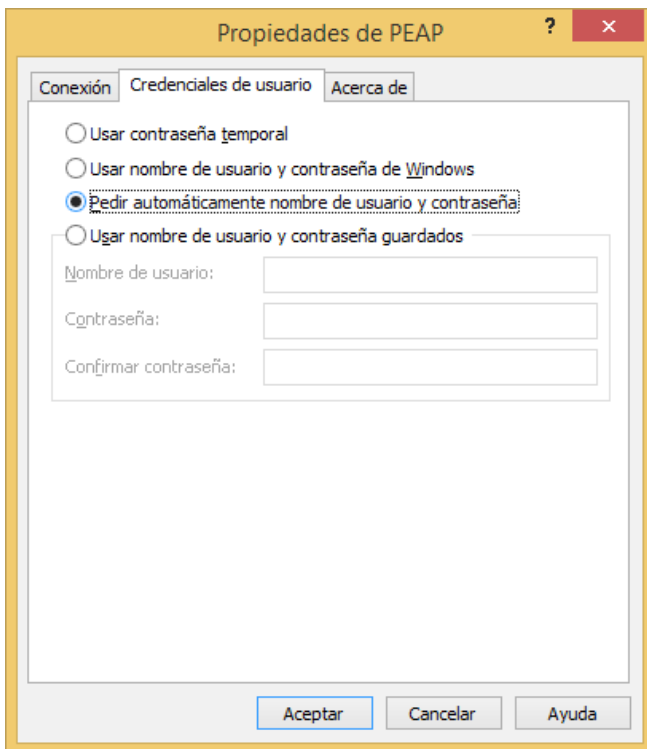 Propiedades de PEAP
Conexión Credenciales de usuario Acerca de
Usar contraseña temporal
Usar nombre de usuario y contraseña de Windows
Pedir automáticamente nombre de usuario y contraseña
Usar nombre de usuario y contraseña guardados
Nombre de usuario:
Contraseña:
Confirmar contraseña:
Aceptar Cancelar Ayuda